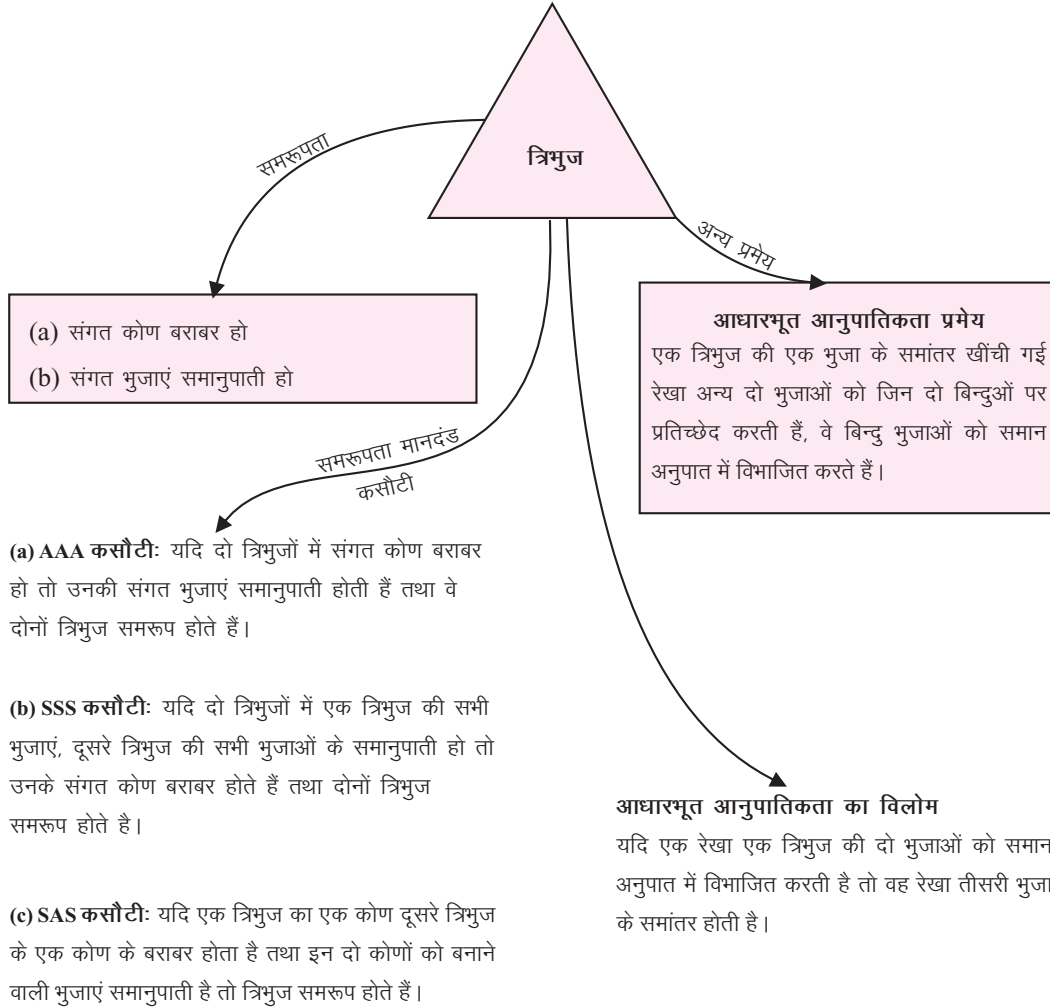 त्रिभुज
समरूपता
(a) संगत कोण बराबर हो
(b) संगत भुजाएं समानुपाती हो
अन्य प्रमेय
आधारभूत आनुपातिकता प्रमेय
एक त्रिभुज की एक भुजा के समांतर खींची गई
रेखा अन्य दो भुजाओं को जिन दो बिन्दुओं पर
प्रतिच्छेद करती हैं, वे बिन्दु भुजाओं को समान
अनुपात में विभाजित करते हैं।
समरूपता मानदंड
कसौटी
(a) AAA कसौटीः यदि दो त्रिभुजों में संगत कोण बराबर
हो तो उनकी संगत भुजाएं समानुपाती होती हैं तथा वे
दोनों त्रिभुज समरूप होते हैं।
(b) SSS कसौटीः यदि दो त्रिभुजों में एक त्रिभुज की सभी
भुजाएं, दूसरे त्रिभुज की सभी भुजाओं के समानुपाती हो तो
उनके संगत कोण बराबर होते हैं तथा दोनों त्रिभुज
समरूप होते है।
(c) SAS कसौटीः यदि एक त्रिभुज का एक कोण दूसरे त्रिभुज
के एक कोण के बराबर होता है तथा इन दो कोणों को बनाने
वाली भुजाएं समानुपाती है तो त्रिभुज समरूप होते हैं।
आधारभूत आनुपातिकता का विलोम
यदि एक रेखा एक त्रिभुज की दो भुजाओं को समान
अनुपात में विभाजित करती है तो वह रेखा तीसरी भुजा
के समांतर होती है।